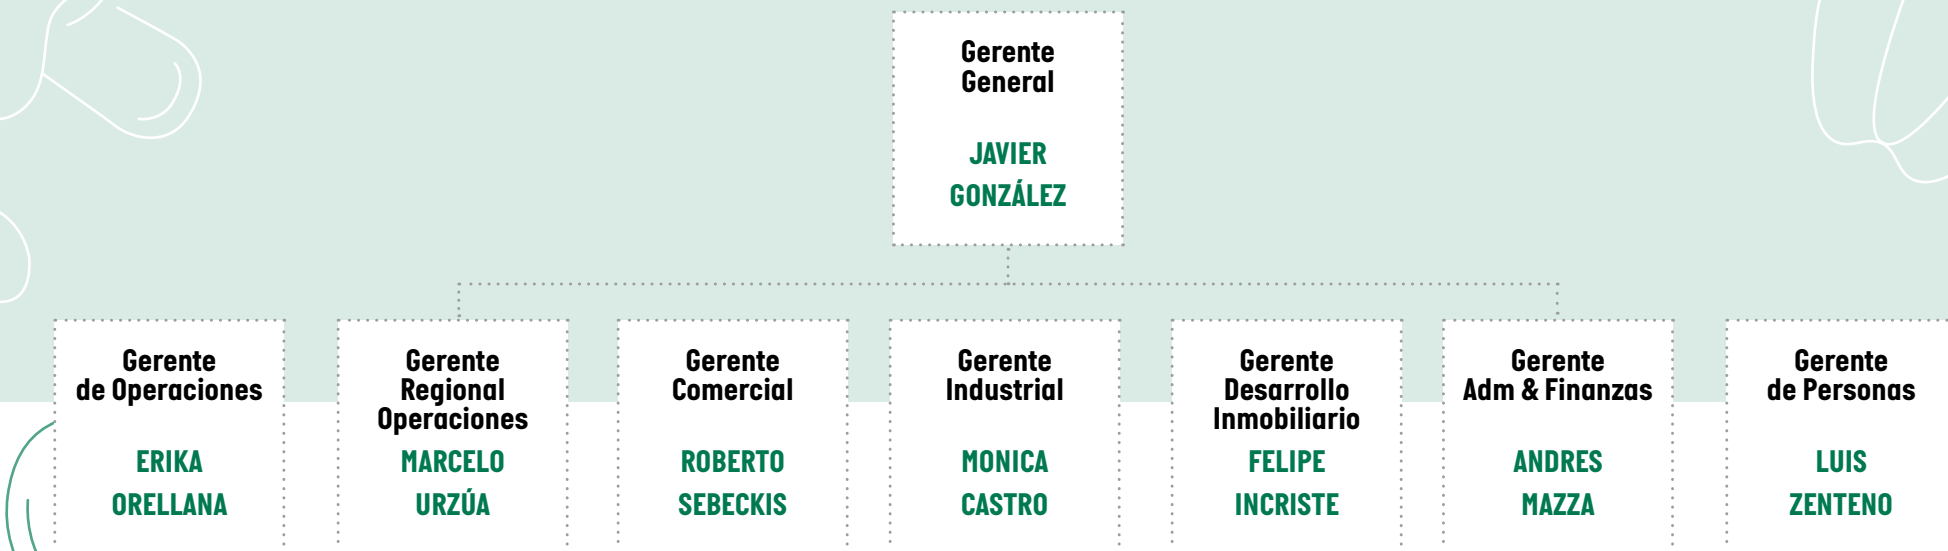 Gerente
General
JAVIER
GONZÁLEZ
Gerente
de Operaciones
ERIKA
ORELLANA
Gerente
Regional
Operaciones
MARCELO
URZÚA
Gerente
Comercial
ROBERTO
SEBECKIS
Gerente
Industrial
MONICA
CASTRO
Gerente
Desarrollo
Inmobiliario
FELIPE
INCRISTE
Gerente
Adm & Finanzas
ANDRES
MAZZA
Gerente
de Personas
LUIS
ZENTENO